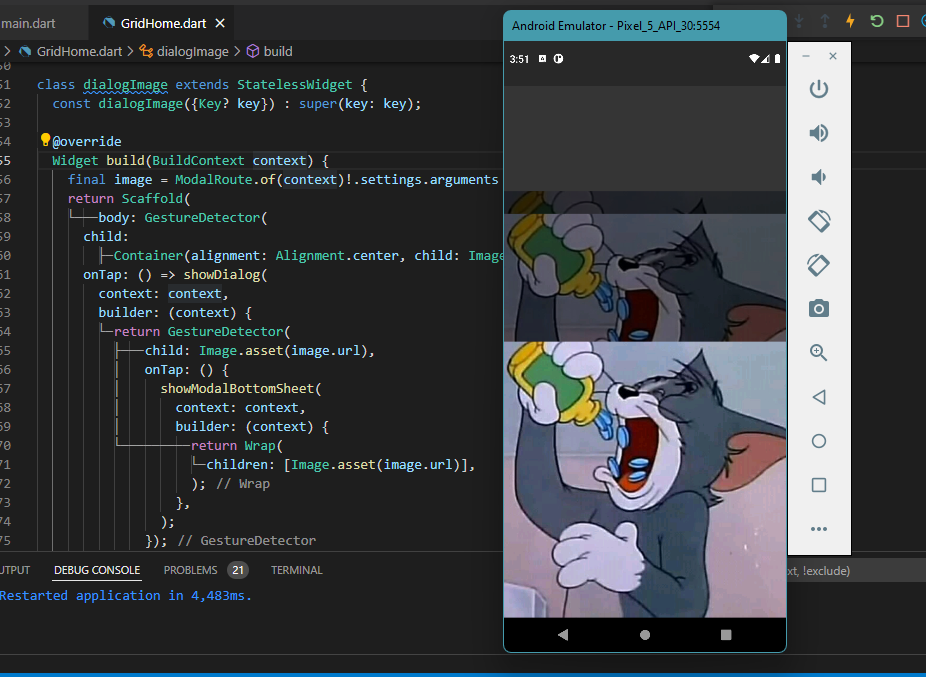 main.dart
GridHome.dart
GridHome.dart > dialogImage > build
51 class dialogImage extends StatelessWidget {
52 const dialogImage({Key? key}) : super(key: key);
53
54 @override
55 Widget build(BuildContext context) {
56 final image = ModalRoute.of(context)!.settings.arguments
57 return Scaffold(
58 body: GestureDetector(
59 child:
60 Container(alignment: Alignment.center, child: Image
61 onTap: () => showDialog(
62 context: context,
63 builder: (context) {
64 return GestureDetector(
65 child: Image.asset(image.url),
66 onTap: () {
67 showModalBottomSheet(
68 context: context,
69 builder: (context) {
70 return Wrap(
71 children: [Image.asset(image.url)],
72 ); // Wrap
73 },
74 );
75 }); // GestureDetector
UTPUT DEBUG CONSOLE PROBLEMS 21 TERMINAL
xt, !exclude)
Restarted application in 4,483ms.
Android Emulator - Pixel_5_API_30:5554
3:51